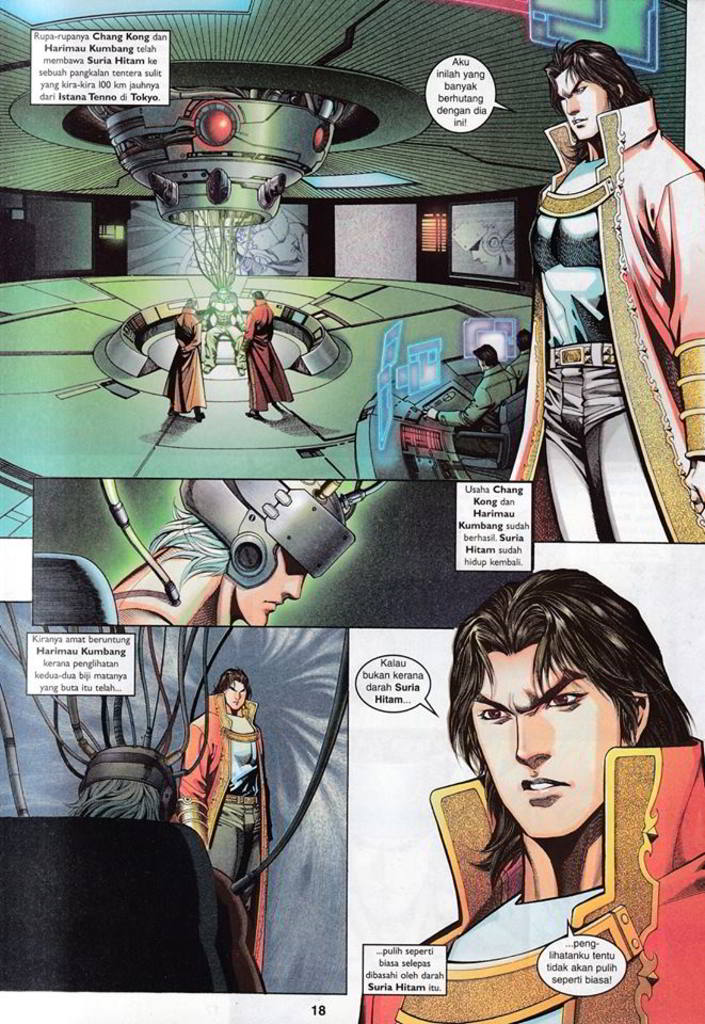 Rupa-rupanya Chang Kong dan
Harimau Kumbang telah
membawa Suria Hitam ke
sebuah pangkalan tentera sulit
yang kira-kira 100 km jauhnya
dari Istana Tenno di Tokyo.
Aku
inilah yang
banyak
berhutang
dengan dia
ini!
Usaha Chang
Kong dan
Harimau
Kumbang sudah
berhasil. Suria
Hitam sudah
hidup kembali.
Kiranya amat beruntung
Harimau Kumbang
kerana penglihatan
kedua-dua biji matanya
yang buta itu telah...
Kalau
bukan kerana
darah Suria
Hitam...
...pulih seperti
biasa selepas
dibasahi oleh darah
Suria Hitam itu.
...peng-
lihatanku tentu
tidak akan pulih
seperti biasa!
18